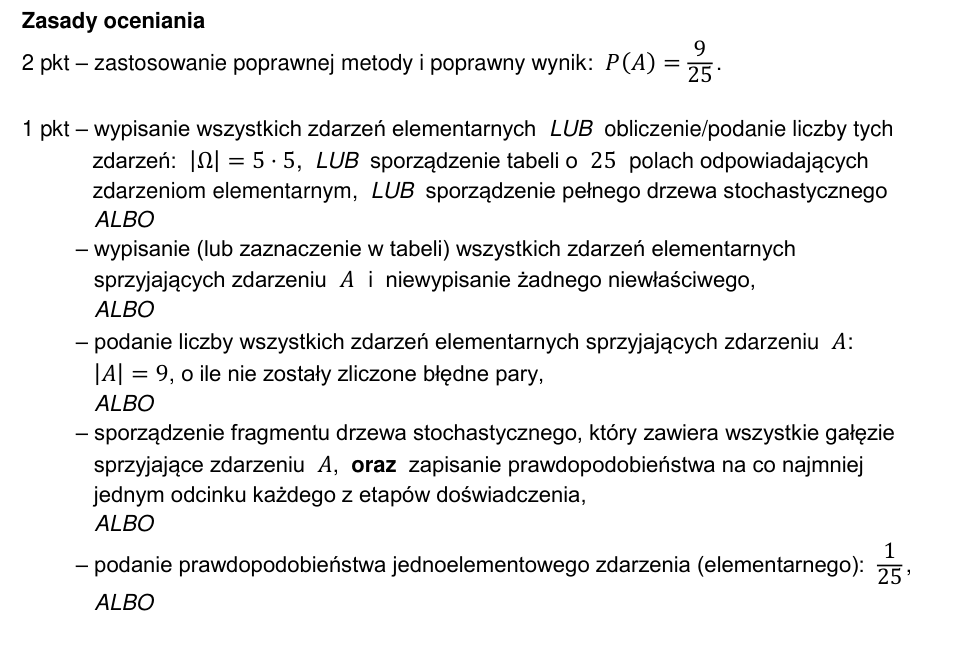 Zasady oceniania
2 pkt – zastosowanie poprawnej metody i poprawny wynik: P(A) = 9/25.
1 pkt – wypisanie wszystkich zdarzeń elementarnych LUB obliczenie/podanie liczby tych
zdarzeń: |Ω| = 5 · 5, LUB sporządzenie tabeli o 25 polach odpowiadających
zdarzeniom elementarnym, LUB sporządzenie pełnego drzewa stochastycznego
ALBO
– wypisanie (lub zaznaczenie w tabeli) wszystkich zdarzeń elementarnych
sprzyjających zdarzeniu A i niewypisanie żadnego niewłaściwego,
ALBO
– podanie liczby wszystkich zdarzeń elementarnych sprzyjających zdarzeniu A:
|A| = 9, o ile nie zostały zliczone błędne pary,
ALBO
– sporządzenie fragmentu drzewa stochastycznego, który zawiera wszystkie gałęzie
sprzyjające zdarzeniu A, oraz zapisanie prawdopodobieństwa na co najmniej
jednym odcinku każdego z etapów doświadczenia,
ALBO
– podanie prawdopodobieństwa jednoelementowego zdarzenia (elementarnego): 1/25,
ALBO